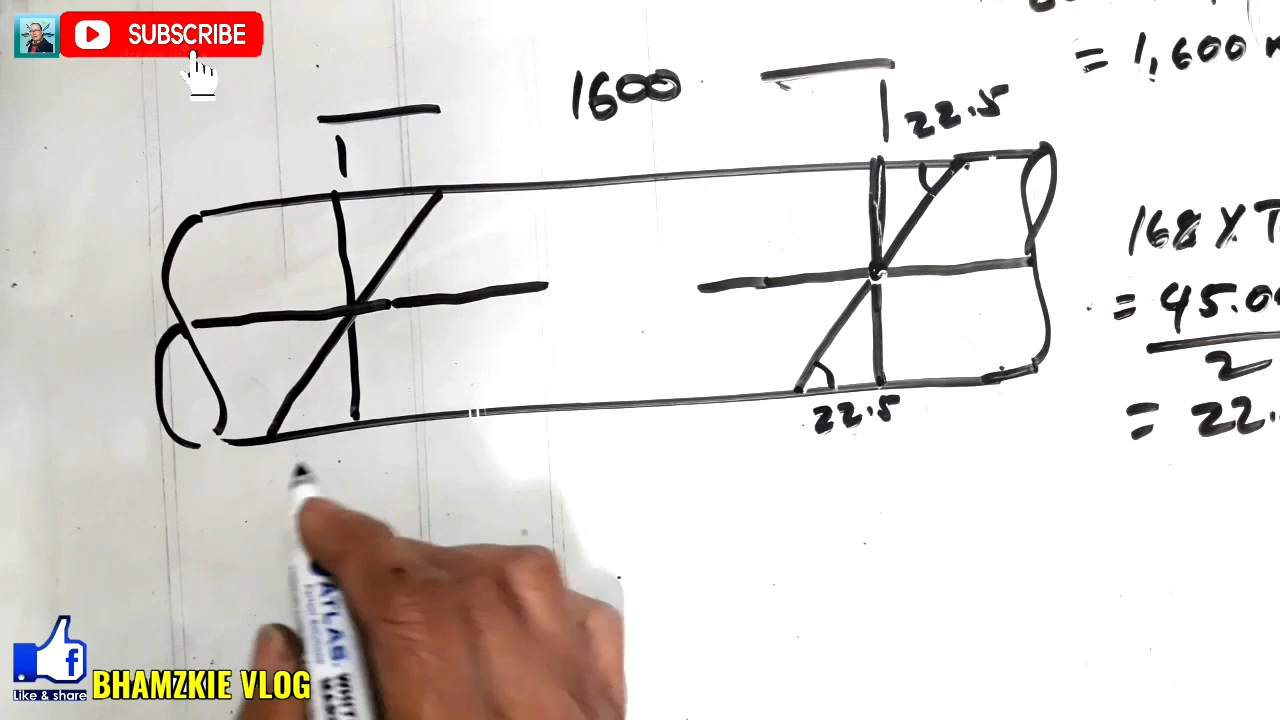 SUBSCRIBE
= 1,600
1600
22.5
168 X T
= 45.0
2
= 22.
22.5
ATLAS
Like & share
BHAMZKIE VLOG